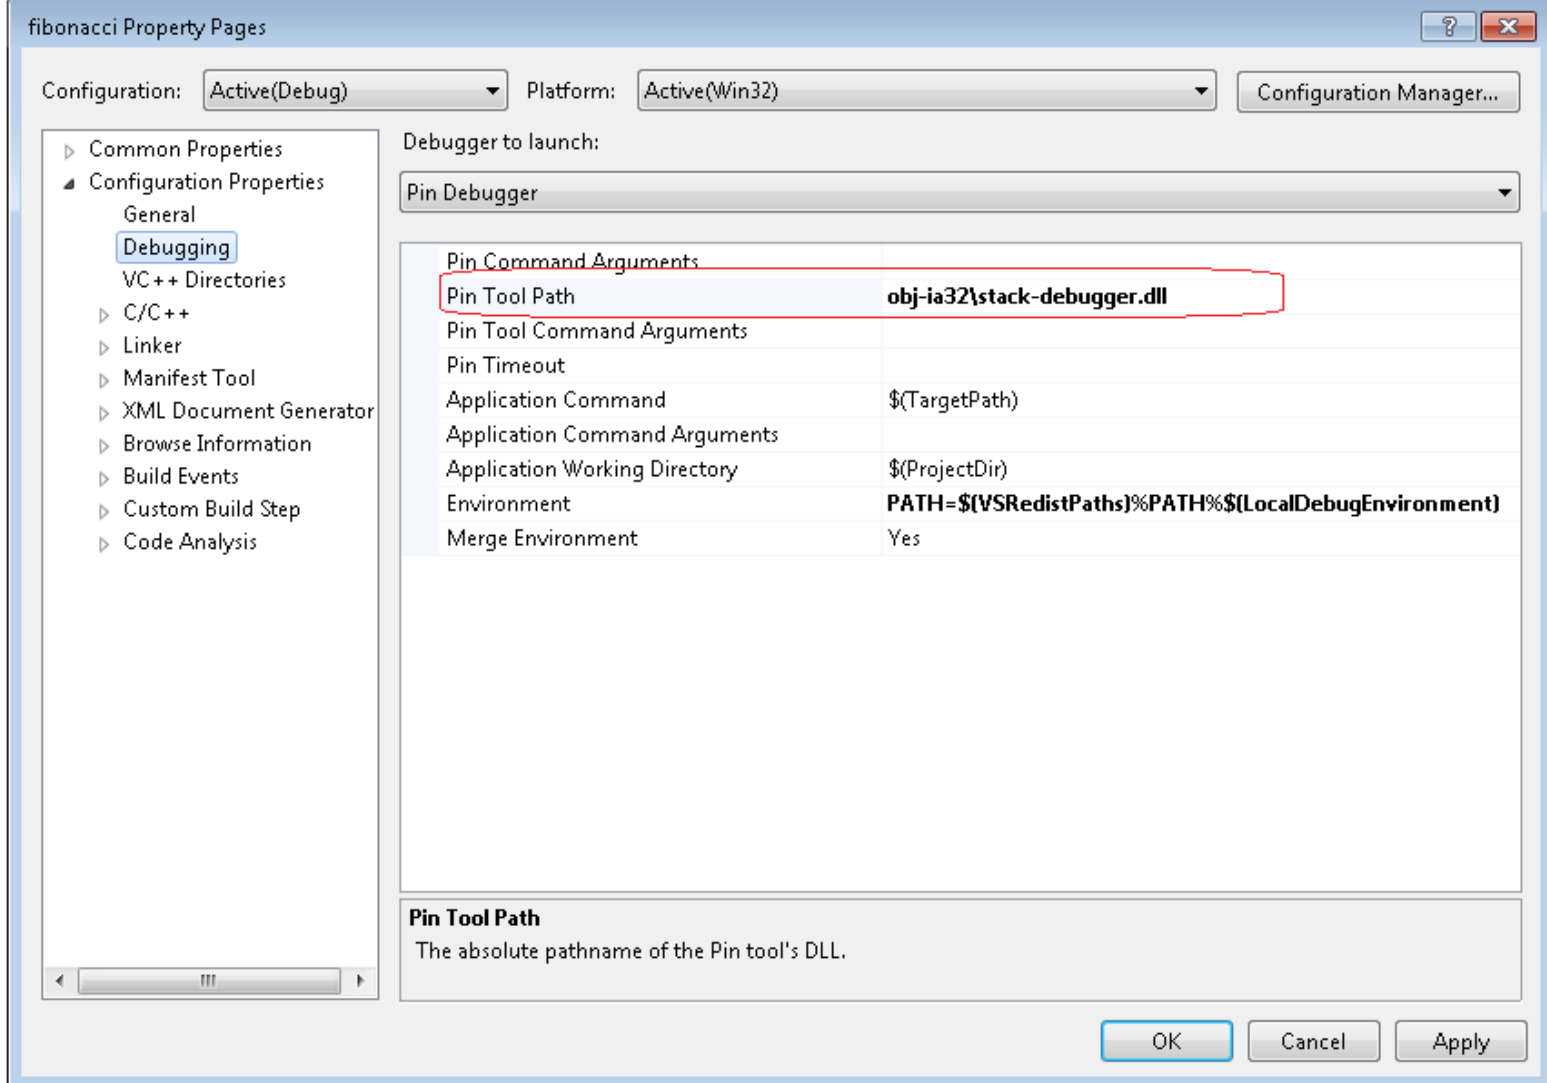 fibonacci Property Pages
Configuration: Active(Debug) Platform: Active(Win32) Configuration Manager...
Common Properties
Configuration Properties
General
Debugging
VC++ Directories
C/C++
Linker
Manifest Tool
XML Document Generator
Browse Information
Build Events
Custom Build Step
Code Analysis
Debugger to launch:
Pin Debugger
Pin Command Arguments
Pin Tool Path obj-ia32\stack-debugger.dll
Pin Tool Command Arguments
Pin Timeout
Application Command $(TargetPath)
Application Command Arguments
Application Working Directory $(ProjectDir)
Environment PATH=$(VSRedistPaths)%PATH%$(LocalDebugEnvironment)
Merge Environment Yes
Pin Tool Path
The absolute pathname of the Pin tool's DLL.
OK Cancel Apply